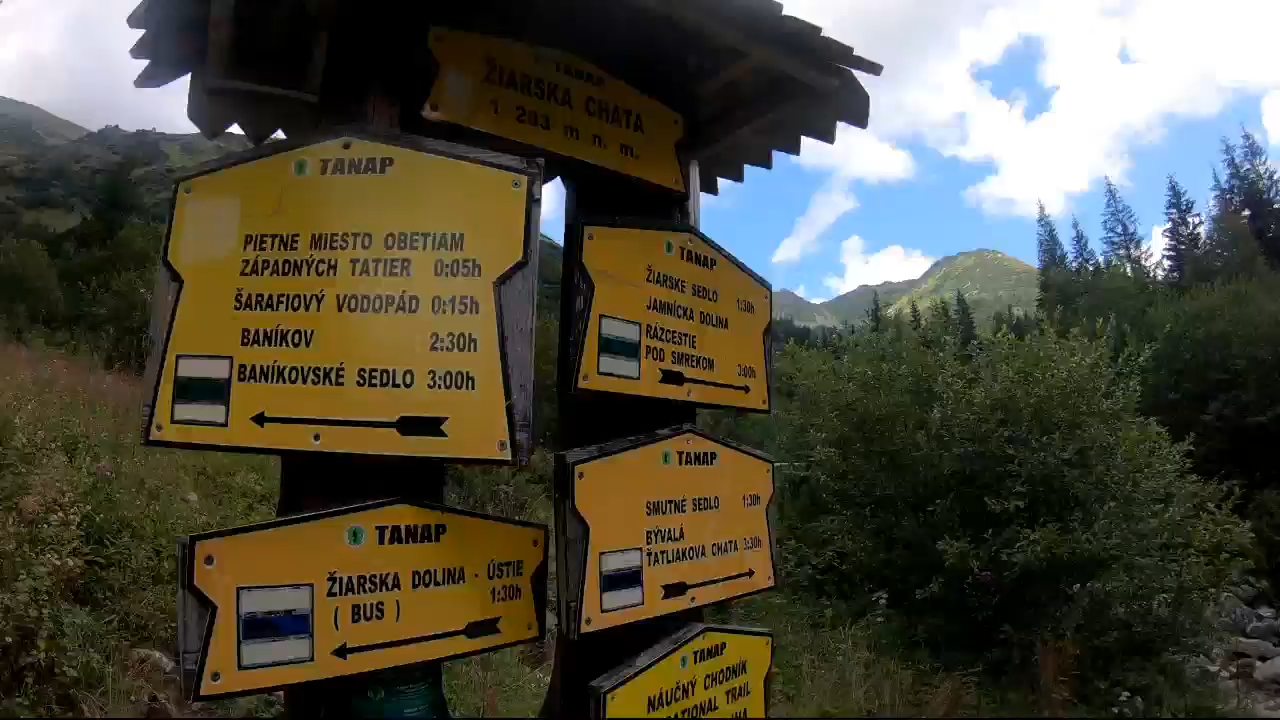 TANAP
ŽIARSKA CHATA
1 283 m n. m.
TANAP
PIETNE MIESTO OBETIAM
ZÁPADNÝCH TATIER 0:05h
ŠARAFIOVÝ VODOPÁD 0:15h
BANÍKOV 2:30h
BANÍKOVSKÉ SEDLO 3:00h
TANAP
ŽIARSKA DOLINA - ÚSTIE
( BUS ) 1:30h
TANAP
ŽIARSKE SEDLO 1:30h
JAMNÍCKA DOLINA
RÁZCESTIE
POD SMREKOM 3:00h
TANAP
SMUTNÉ SEDLO 1:30h
BÝVALÁ
ŤATLIAKOVA CHATA 3:30h
TANAP
NÁUČNÝ CHODNÍK
TRAIL